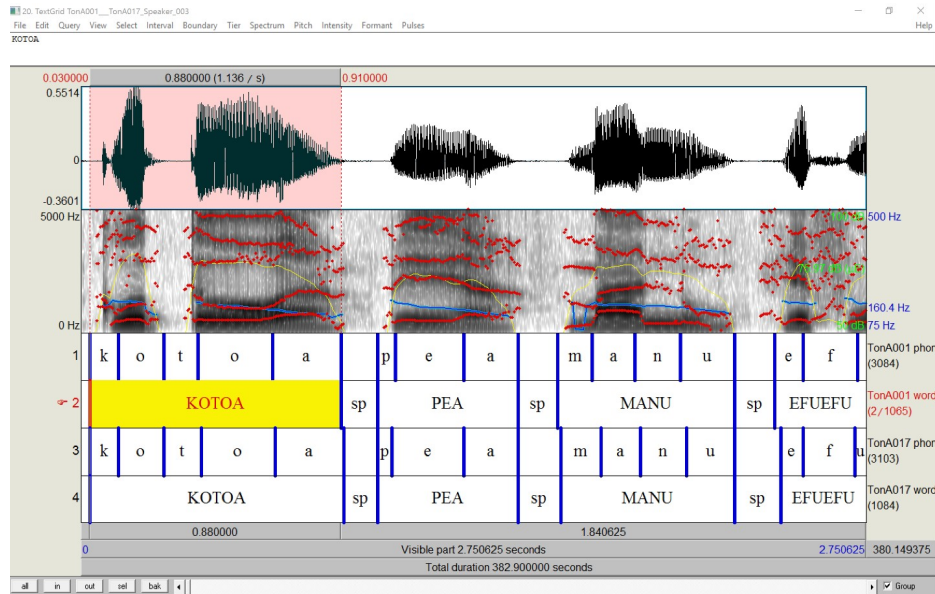 20. TextGrid TonA001__TonA017_Speaker_003
File Edit Query View Select Interval Boundary Tier Spectrum Pitch Intensity Formant Pulses Help
KOTOA
0.030000 0.880000 (1.136 / s) 0.910000
0.5514
0
-0.3601
5000 Hz 500 Hz
160.4 Hz
0 Hz 75 Hz
1 k o t o a p e a m a n u e f TonA001 phon
(3084)
2 KOTOA sp PEA sp MANU sp EFUEFU TonA001 word
(2/1065)
3 k o t o a p e a m a n u e f u TonA017 phon
(3103)
4 KOTOA sp PEA sp MANU sp EFUEFU TonA017 word
(1084)
0.880000 1.840625
0 Visible part 2.750625 seconds 2.750625 380.149375
Total duration 382.900000 seconds
all in out sel bak Group